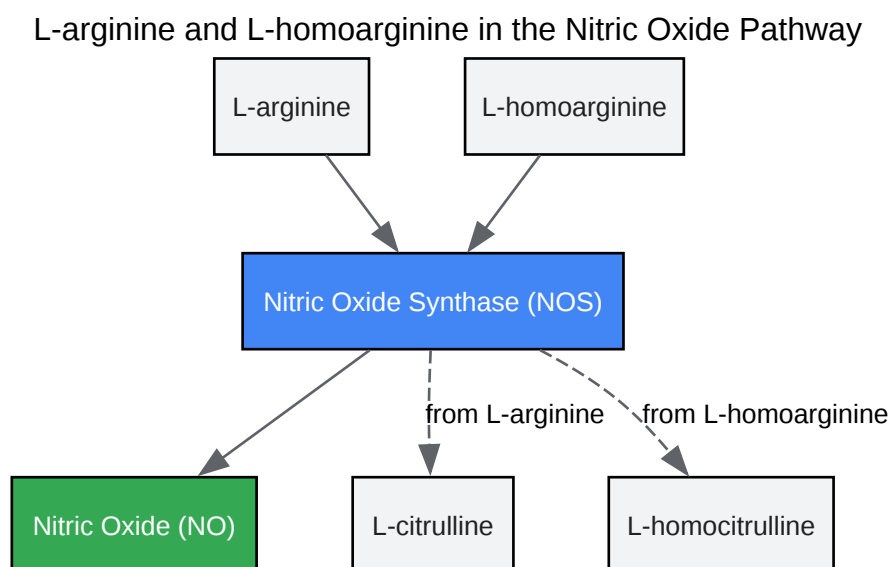 L-arginine and L-homoarginine in the Nitric Oxide Pathway
L-arginine
L-homoarginine
Nitric Oxide Synthase (NOS)
from L-arginine
from L-homoarginine
Nitric Oxide (NO)
L-citrulline
L-homocitrulline